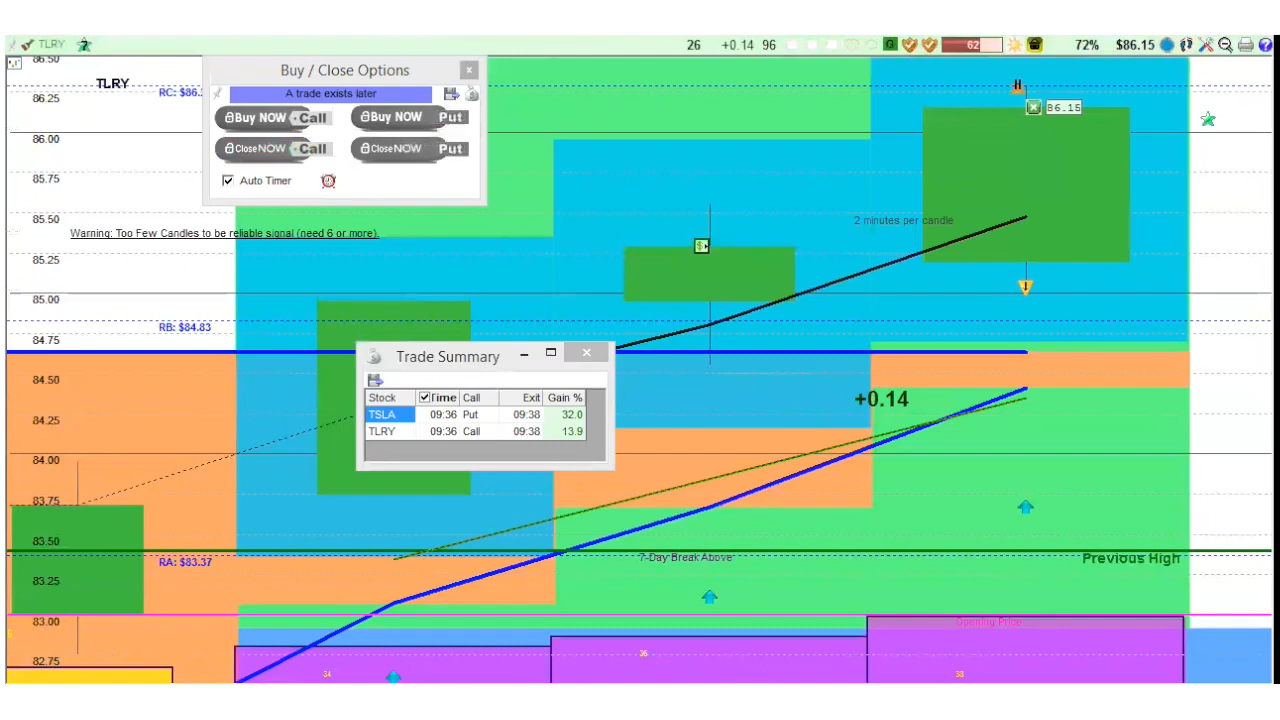 TLRY
26 +0.14 96 G 62 72% $86.15
86.50
TLRY
86.25
RC: $86.
86.00
85.75
85.50
85.25
85.00
RB: $84.83
84.75
84.50
84.25
84.00
83.75
83.50
RA: $83.37
83.25
83.00
82.75
Buy / Close Options
A trade exists later
Buy NOW Call
Buy NOW Put
Close NOW Call
Close NOW Put
Auto Timer
Warning: Too Few Candles to be reliable signal (need 6 or more).
H
86.15
2 minutes per candle
$
Trade Summary
Stock Time Call Exit Gain %
TSLA 09:36 Put 09:38 32.0
TLRY 09:36 Call 09:38 13.9
+0.14
7-Day Break Above
Previous High
Opening Price
34
36
38